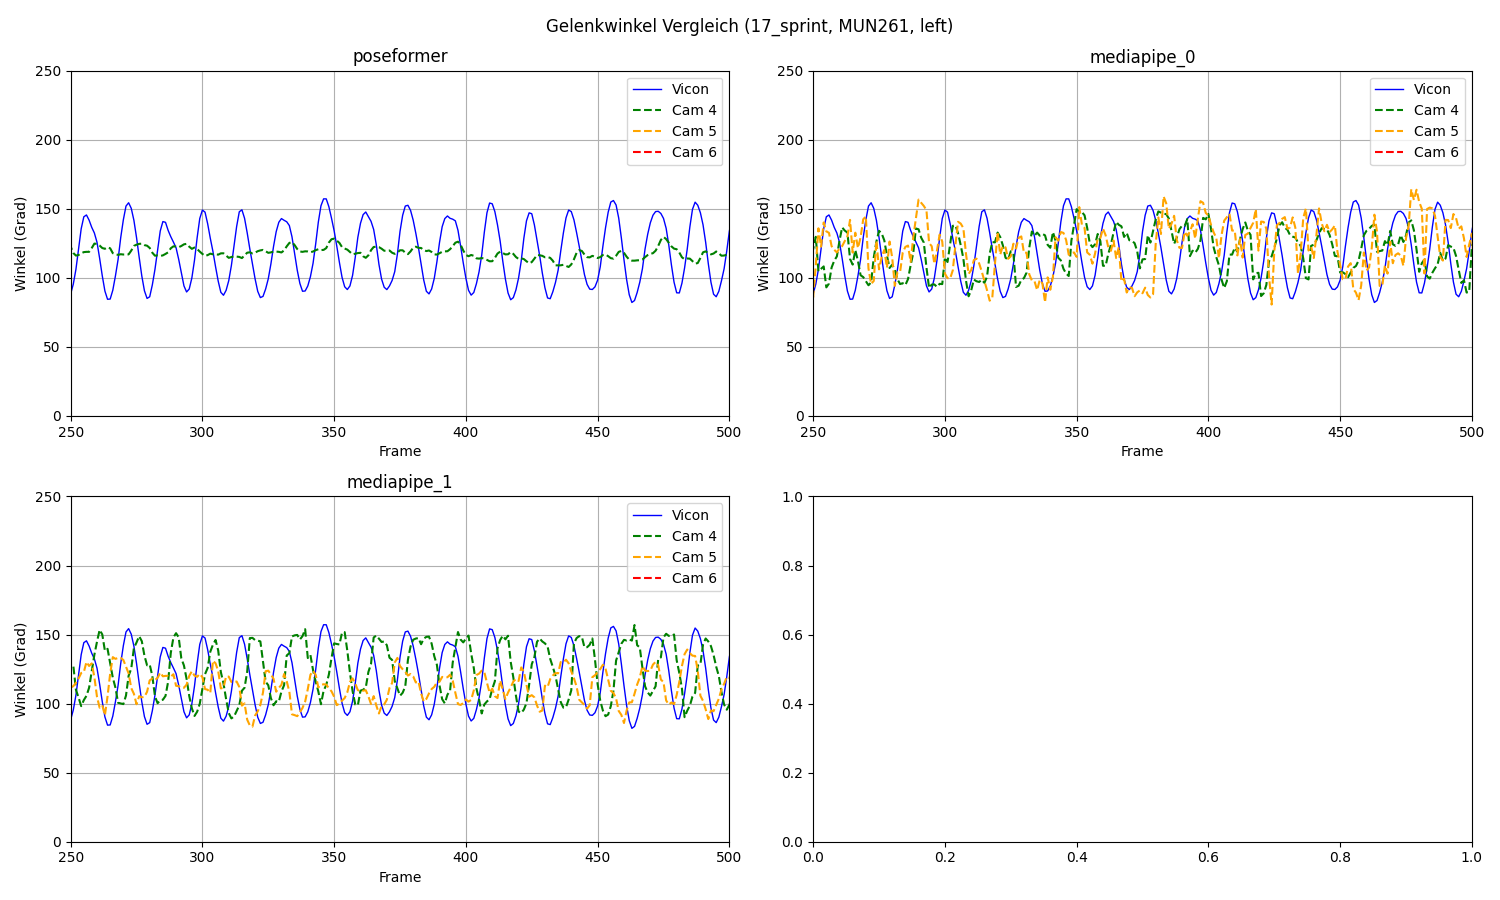 Gelenkwinkel Vergleich (17_sprint, MUN261, left)
poseformer
250
200
150
100
50
0
Winkel (Grad)
250 300 350 400 450 500
Frame
Vicon
Cam 4
Cam 5
Cam 6
mediapipe_0
250
200
150
100
50
0
Winkel (Grad)
250 300 350 400 450 500
Frame
Vicon
Cam 4
Cam 5
Cam 6
mediapipe_1
250
200
150
100
50
0
Winkel (Grad)
250 300 350 400 450 500
Frame
Vicon
Cam 4
Cam 5
Cam 6
1.0
0.8
0.6
0.4
0.2
0.0
0.0 0.2 0.4 0.6 0.8 1.0